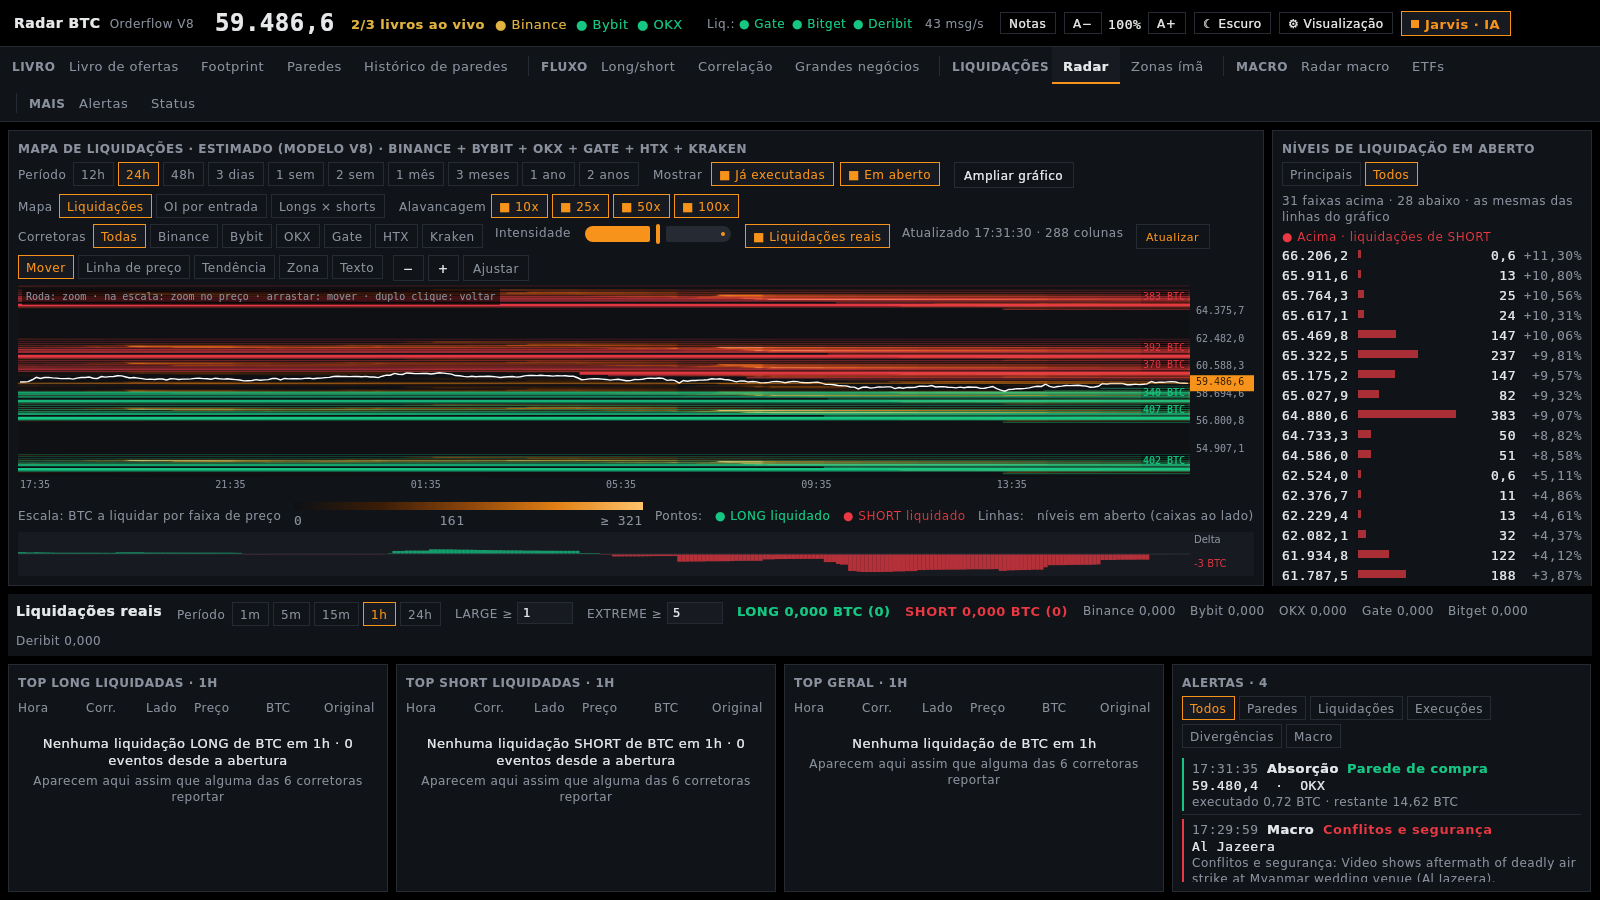 Radar BTC Orderflow V8 59.486,6 2/3 livros ao vivo ● Binance ● Bybit ● OKX Liq.: ● Gate ● Bitget ● Deribit 43 msg/s Notas A− 100% A+ ☾ Escuro ⚙ Visualização ■ Jarvis · IA
LIVRO Livro de ofertas Footprint Paredes Histórico de paredes FLUXO Long/short Correlação Grandes negócios LIQUIDAÇÕES Radar Zonas ímã MACRO Radar macro ETFs
MAIS Alertas Status
MAPA DE LIQUIDAÇÕES · ESTIMADO (MODELO V8) · BINANCE + BYBIT + OKX + GATE + HTX + KRAKEN
Período 12h 24h 48h 3 dias 1 sem 2 sem 1 mês 3 meses 1 ano 2 anos Mostrar ■ Já executadas ■ Em aberto Ampliar gráfico
Mapa Liquidações OI por entrada Longs × shorts Alavancagem ■ 10x ■ 25x ■ 50x ■ 100x
Corretoras Todas Binance Bybit OKX Gate HTX Kraken Intensidade ■ Liquidações reais Atualizado 17:31:30 · 288 colunas Atualizar
Mover Linha de preço Tendência Zona Texto − + Ajustar
Roda: zoom · na escala: zoom no preço · arrastar: mover · duplo clique: voltar
383 BTC
64.375,7
62.482,0
392 BTC
370 BTC
60.588,3
59.486,6
340 BTC
58.694,6
407 BTC
56.800,8
54.907,1
402 BTC
17:35 21:35 01:35 05:35 09:35 13:35
Escala: BTC a liquidar por faixa de preço 0 161 ≥ 321 Pontos: ● LONG liquidado ● SHORT liquidado Linhas: níveis em aberto (caixas ao lado)
Delta
-3 BTC
NÍVEIS DE LIQUIDAÇÃO EM ABERTO
Principais Todos
31 faixas acima · 28 abaixo · as mesmas das
linhas do gráfico
● Acima · liquidações de SHORT
66.206,2 0,6 +11,30%
65.911,6 13 +10,80%
65.764,3 25 +10,56%
65.617,1 24 +10,31%
65.469,8 147 +10,06%
65.322,5 237 +9,81%
65.175,2 147 +9,57%
65.027,9 82 +9,32%
64.880,6 383 +9,07%
64.733,3 50 +8,82%
64.586,0 51 +8,58%
62.524,0 0,6 +5,11%
62.376,7 11 +4,86%
62.229,4 13 +4,61%
62.082,1 32 +4,37%
61.934,8 122 +4,12%
61.787,5 188 +3,87%
Liquidações reais Período 1m 5m 15m 1h 24h LARGE ≥ 1 EXTREME ≥ 5 LONG 0,000 BTC (0) SHORT 0,000 BTC (0) Binance 0,000 Bybit 0,000 OKX 0,000 Gate 0,000 Bitget 0,000
Deribit 0,000
TOP LONG LIQUIDADAS · 1H
Hora Corr. Lado Preço BTC Original
Nenhuma liquidação LONG de BTC em 1h · 0
eventos desde a abertura
Aparecem aqui assim que alguma das 6 corretoras
reportar
TOP SHORT LIQUIDADAS · 1H
Hora Corr. Lado Preço BTC Original
Nenhuma liquidação SHORT de BTC em 1h · 0
eventos desde a abertura
Aparecem aqui assim que alguma das 6 corretoras
reportar
TOP GERAL · 1H
Hora Corr. Lado Preço BTC Original
Nenhuma liquidação de BTC em 1h
Aparecem aqui assim que alguma das 6 corretoras
reportar
ALERTAS · 4
Todos Paredes Liquidações Execuções
Divergências Macro
17:31:35 Absorção Parede de compra
59.480,4 · OKX
executado 0,72 BTC · restante 14,62 BTC
17:29:59 Macro Conflitos e segurança
Al Jazeera
Conflitos e segurança: Video shows aftermath of deadly air
strike at Myanmar wedding venue (Al Jazeera).